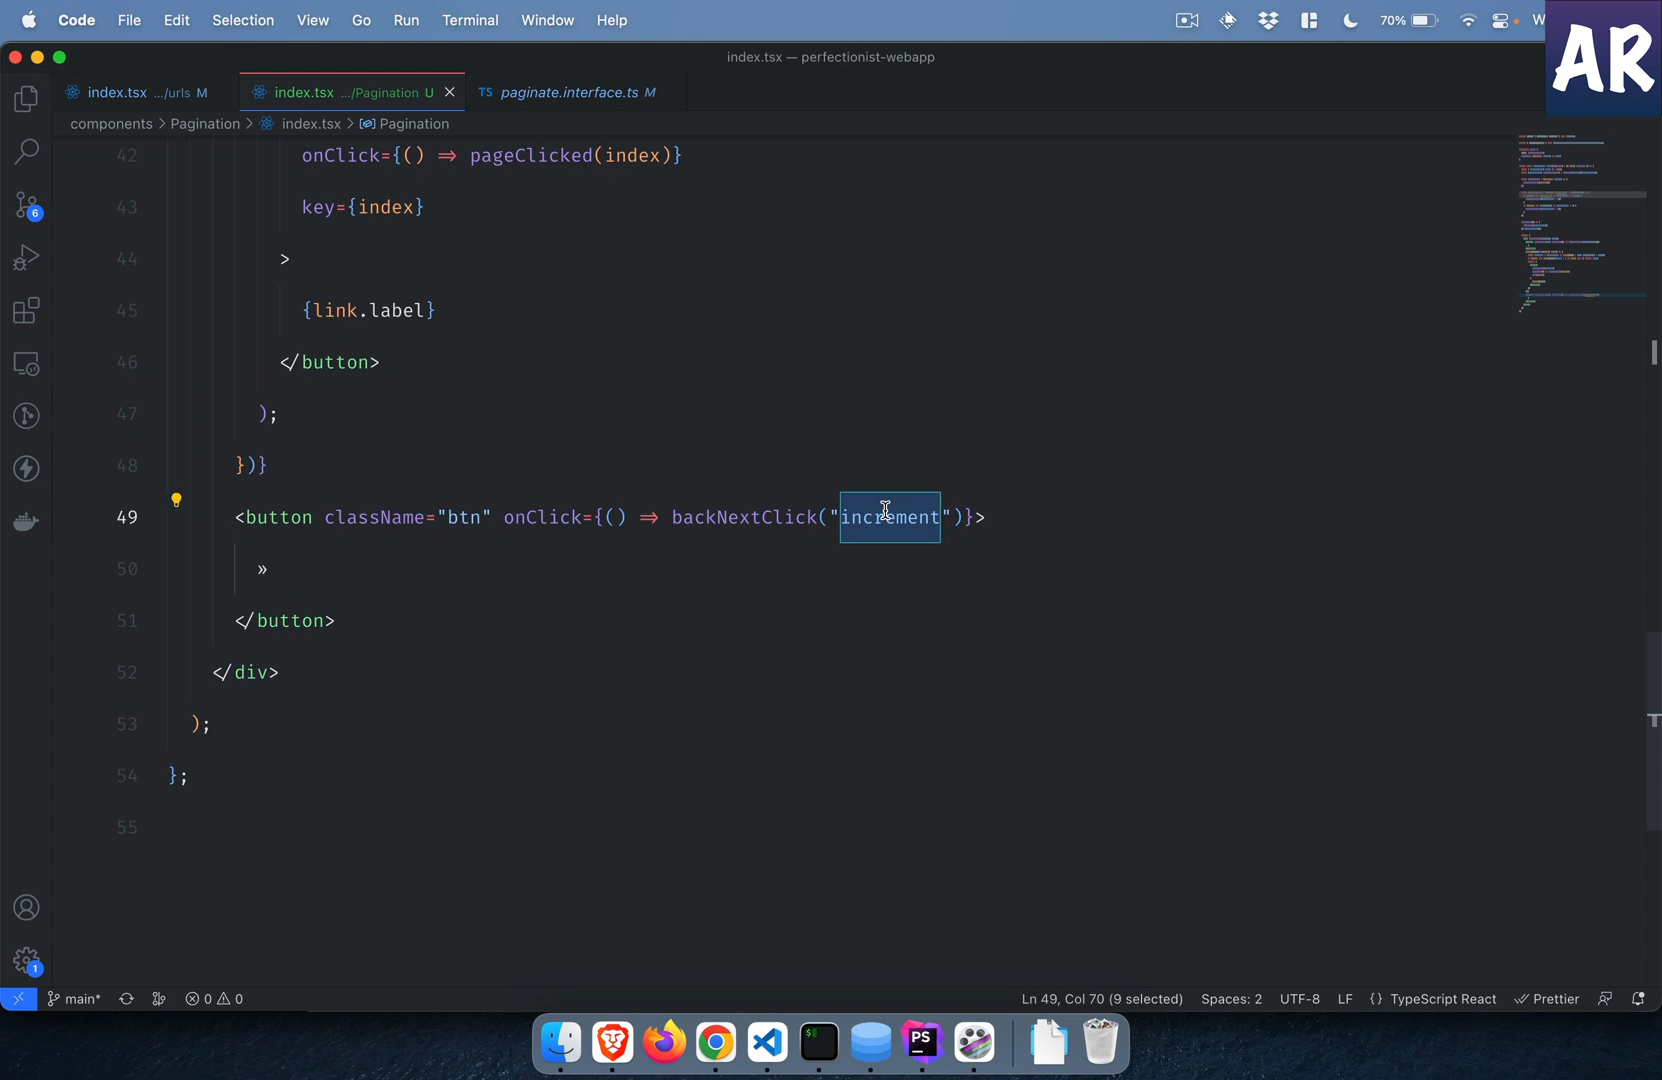 Code File Edit Selection View Go Run Terminal Window Help 70% W
AR
index.tsx — perfectionist-webapp
index.tsx .../urls M index.tsx .../Pagination U TS paginate.interface.ts M
components > Pagination > index.tsx > Pagination
42 onClick={() ⇒ pageClicked(index)}
43 key={index}
44 >
45 {link.label}
46 </button>
47 );
48 })}
49 <button className="btn" onClick={() ⇒ backNextClick("increment")}>
50 »
51 </button>
52 </div>
53 );
54 };
55
6
1
main* 0 0 Ln 49, Col 70 (9 selected) Spaces: 2 UTF-8 LF {} TypeScript React Prettier
PS